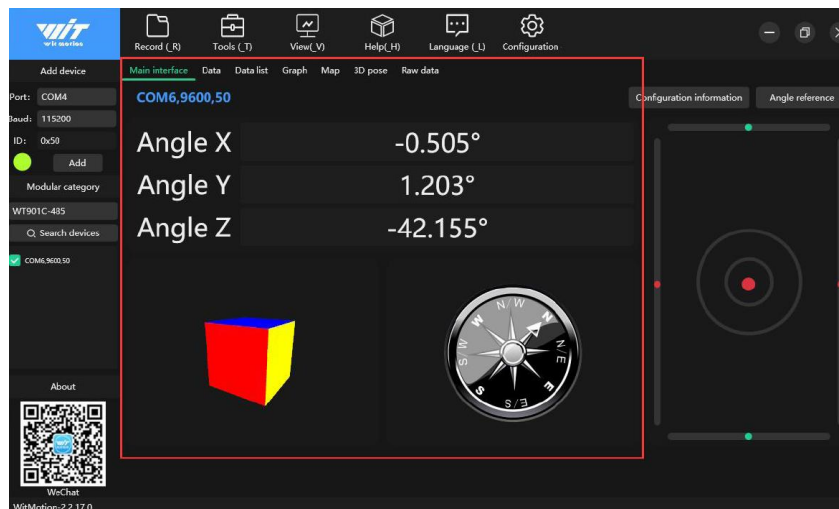 WiT
wit motion
Record (_R) Tools (_T) View(_V) Help(_H) Language (_L) Configuration
Add device
Main interface Data Data list Graph Map 3D pose Raw data
Port: COM4
COM6,9600,50
Configuration information Angle reference
Baud: 115200
ID: 0x50
Add
Angle X -0.505°
Angle Y 1.203°
Angle Z -42.155°
Modular category
WT901C-485
Search devices
COM6,9600,50
N/W
N
N/E
E
S/E
S
S/W
W
About
WeChat
WitMotion-2.2.17.0